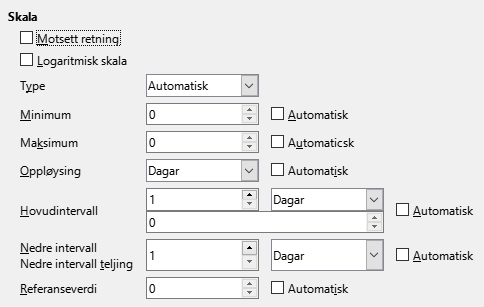 Skala
Motsett retning
Logaritmisk skala
Type Automatisk
Minimum 0 Automatisk
Maksimum 0 Automaticsk
Oppløysing Dagar Automatisk
Hovudintervall 1 Dagar Automatisk
0
Nedre intervall
Nedre intervall teljing 1 Dagar Automatisk
Referanseverdi 0 Automatisk